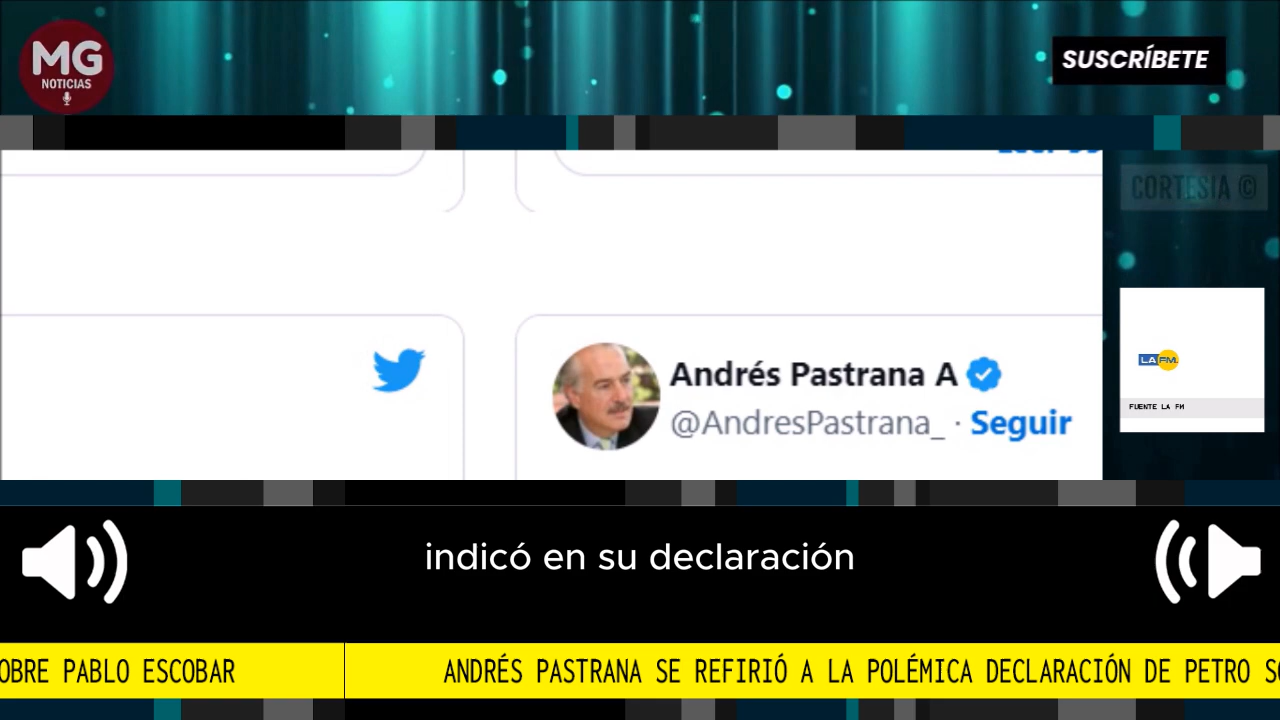 MG
NOTICIAS
SUSCRÍBETE
CORTESIA ©
Andrés Pastrana A
@AndresPastrana_ · Seguir
LA FM.
FUENTE LA FM
indicó en su declaración
OBRE PABLO ESCOBAR
ANDRÉS PASTRANA SE REFIRIÓ A LA POLÉMICA DECLARACIÓN DE PETRO SO